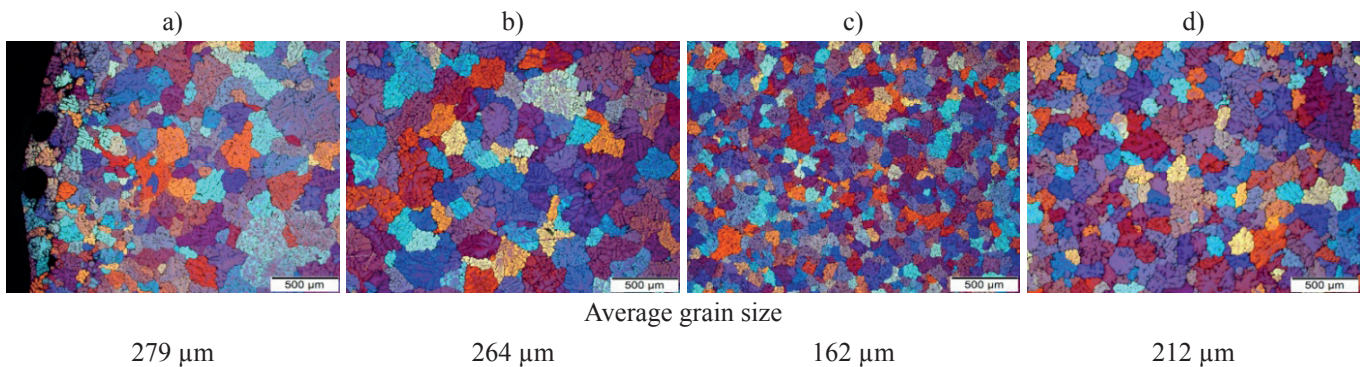 a) b) c) d)
500 µm 500 µm 500 µm 500 µm
Average grain size
279 µm 264 µm 162 µm 212 µm